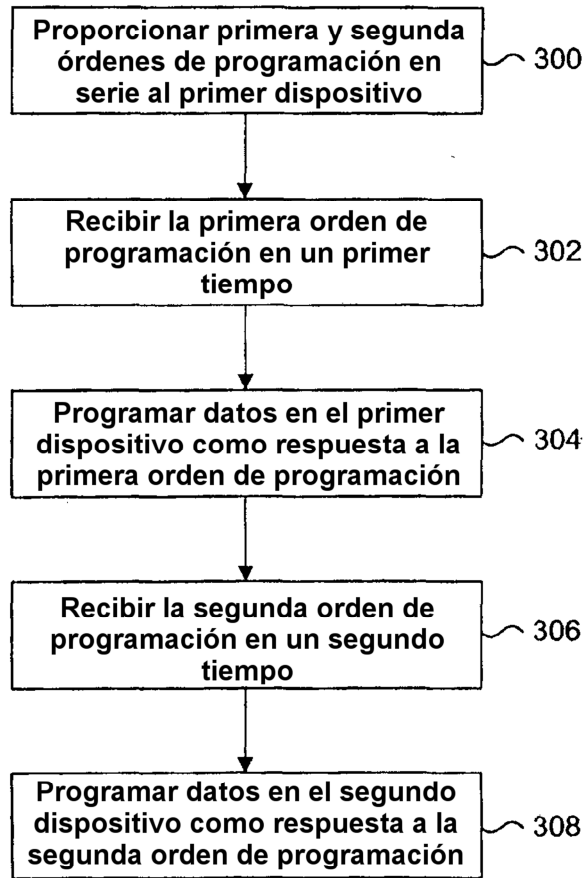 Proporcionar primera y segunda
órdenes de programación en
serie al primer dispositivo
300
Recibir la primera orden de
programación en un primer
tiempo
302
Programar datos en el primer
dispositivo como respuesta a la
primera orden de programación
304
Recibir la segunda orden de
programación en un segundo
tiempo
306
Programar datos en el segundo
dispositivo como respuesta a la
segunda orden de programación
308